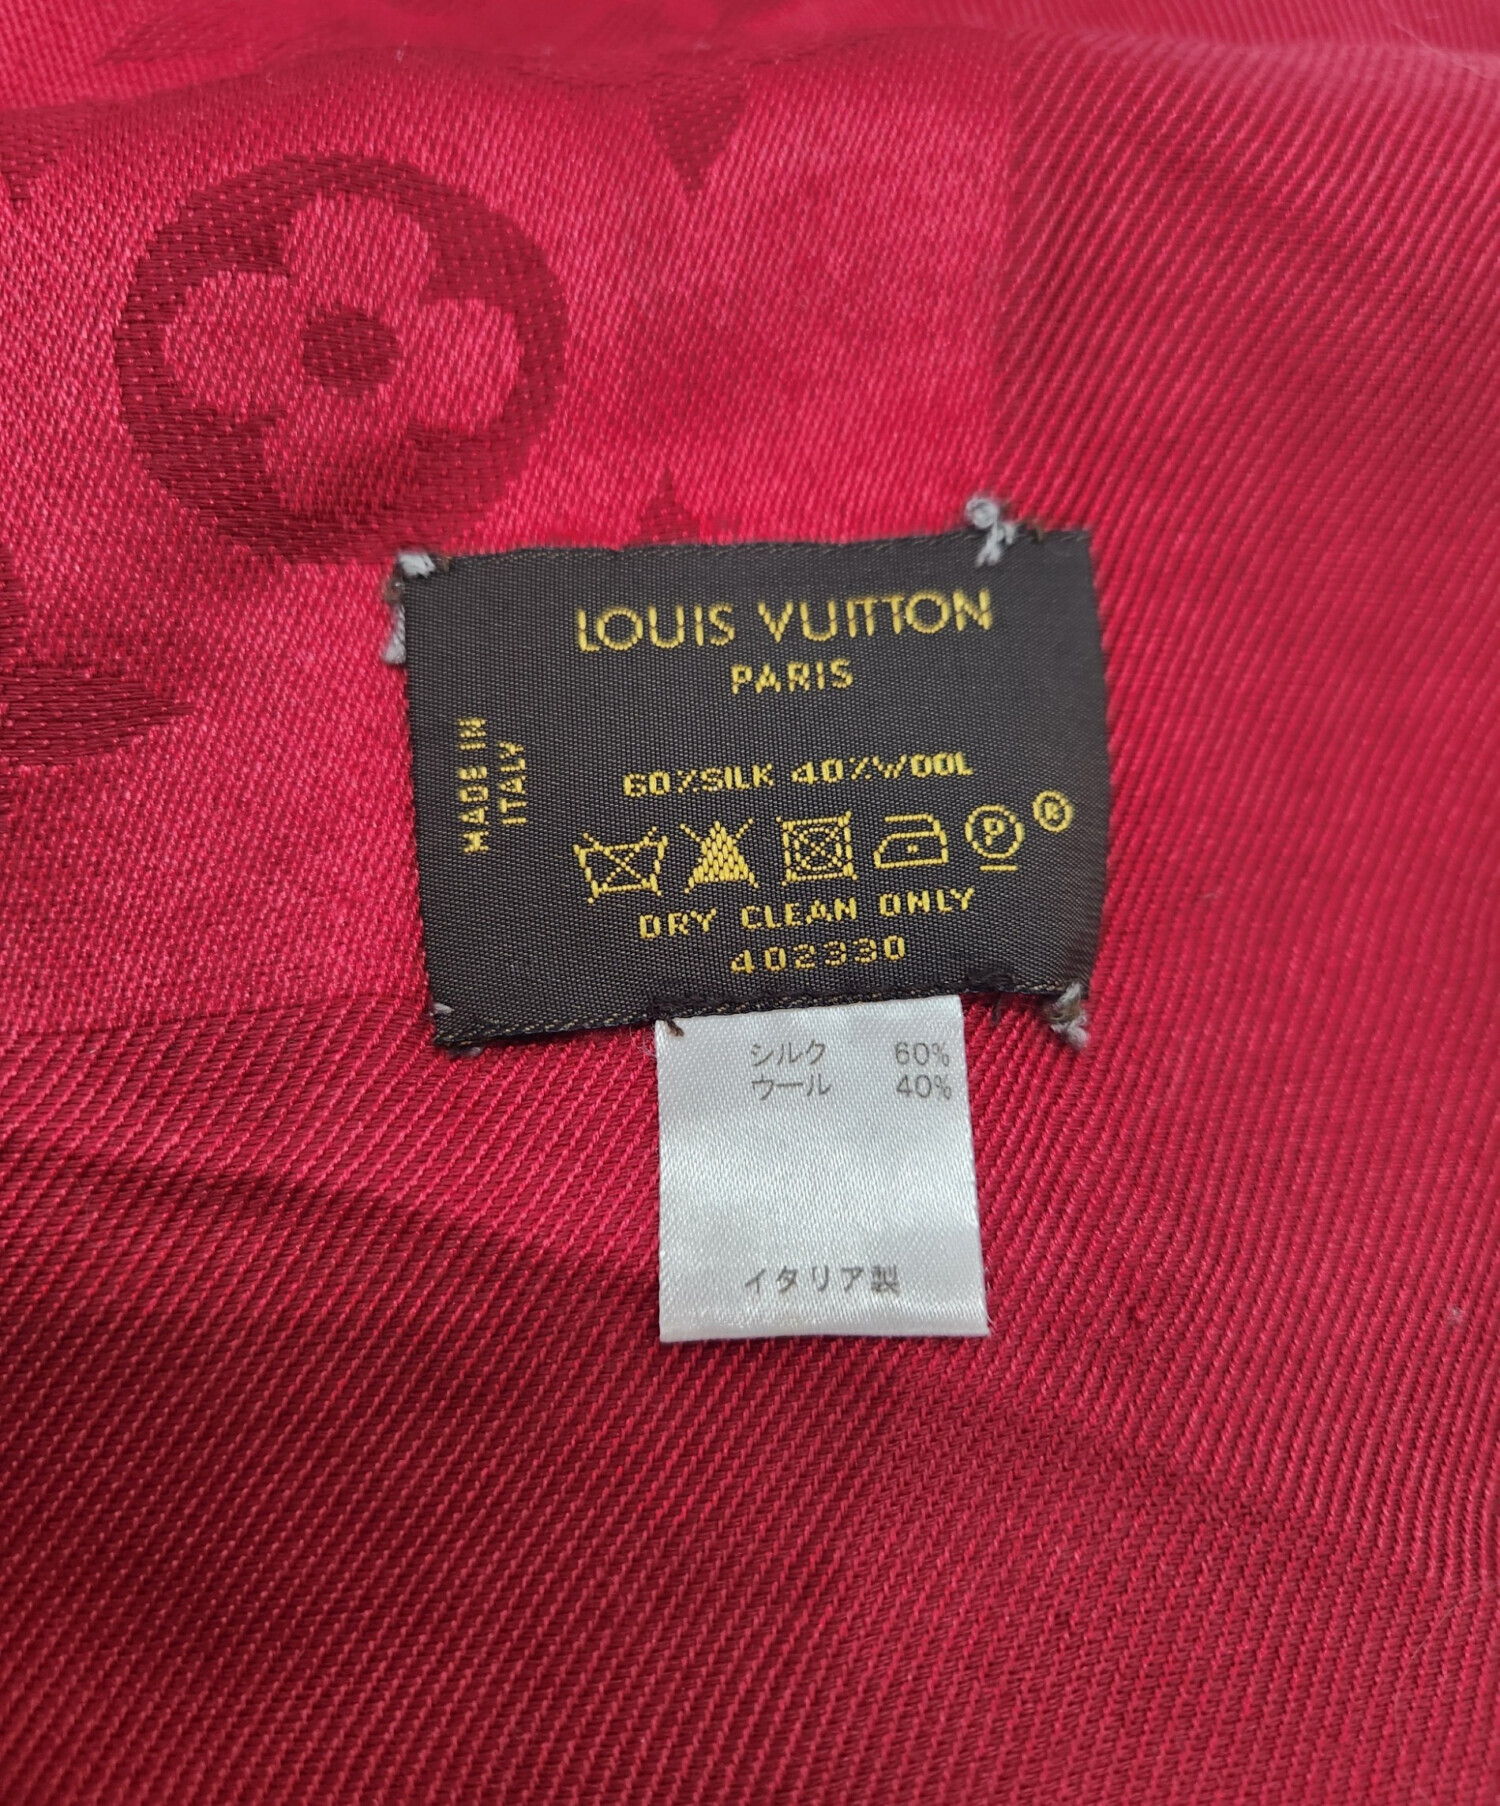 LOUIS VUITTON
PARIS
MADE IN
ITALY
60%SILK 40%WOOL
P
®
DRY CLEAN ONLY
402330
シルク 60%
ウール 40%
イタリア製